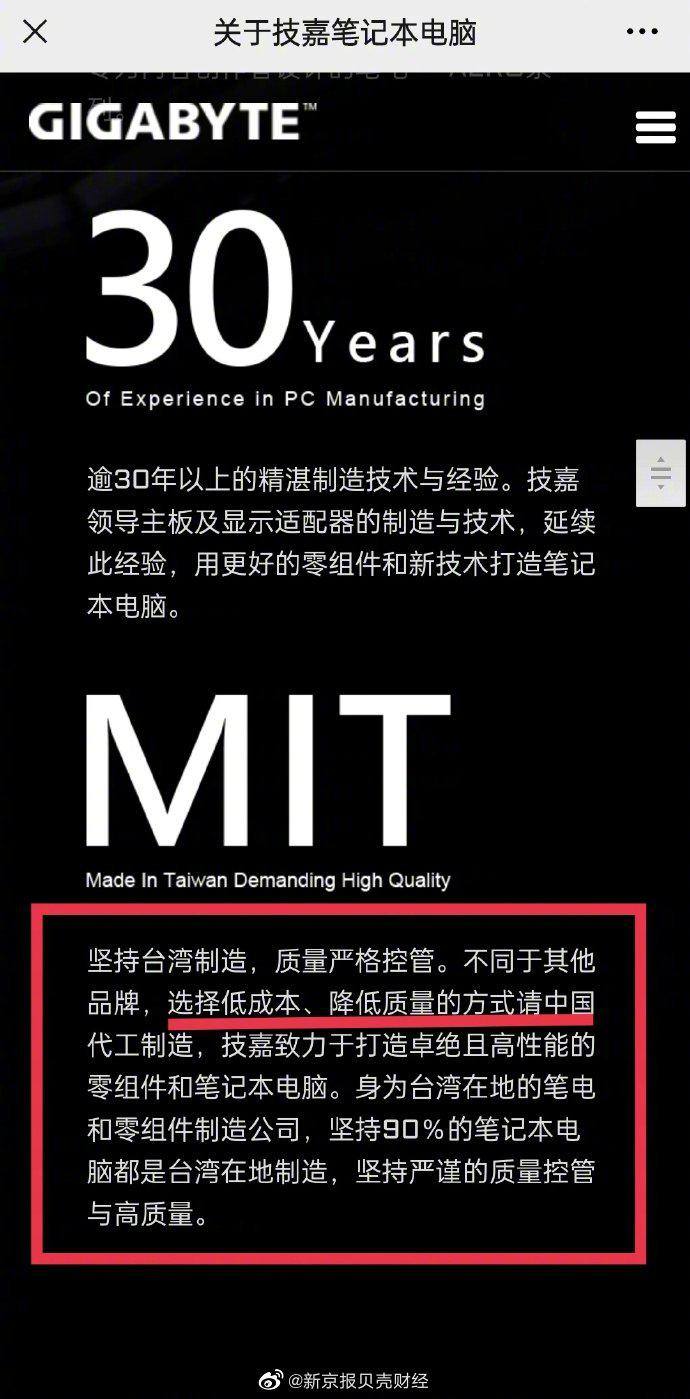 关于技嘉笔记本电脑
GIGABYTE™
30 Years
Of Experience in PC Manufacturing
逾30年以上的精湛制造技术与经验。技嘉
领导主板及显示适配器的制造与技术，延续
此经验，用更好的零组件和新技术打造笔记
本电脑。
MIT
Made In Taiwan Demanding High Quality
坚持台湾制造，质量严格控管。不同于其他
品牌，选择低成本、降低质量的方式请中国
代工制造，技嘉致力于打造卓绝且高性能的
零组件和笔记本电脑。身为台湾在地的笔电
和零组件制造公司，坚持90%的笔记本电
脑都是台湾在地制造，坚持严谨的质量控管
与高质量。
@新京报贝壳财经